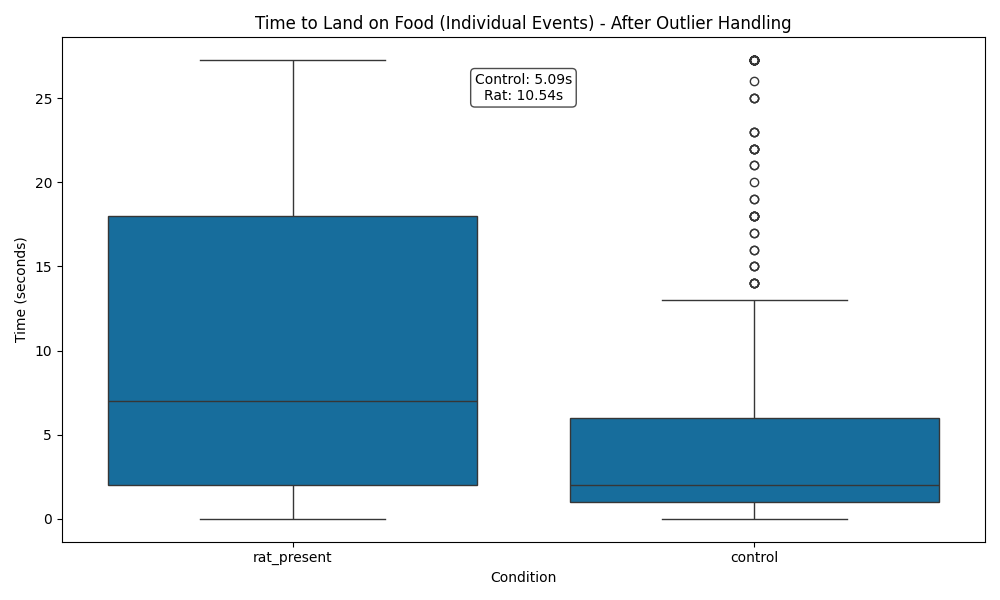 Time to Land on Food (Individual Events) - After Outlier Handling
Control: 5.09s
Rat: 10.54s
Time (seconds)
25
20
15
10
5
0
rat_present
control
Condition